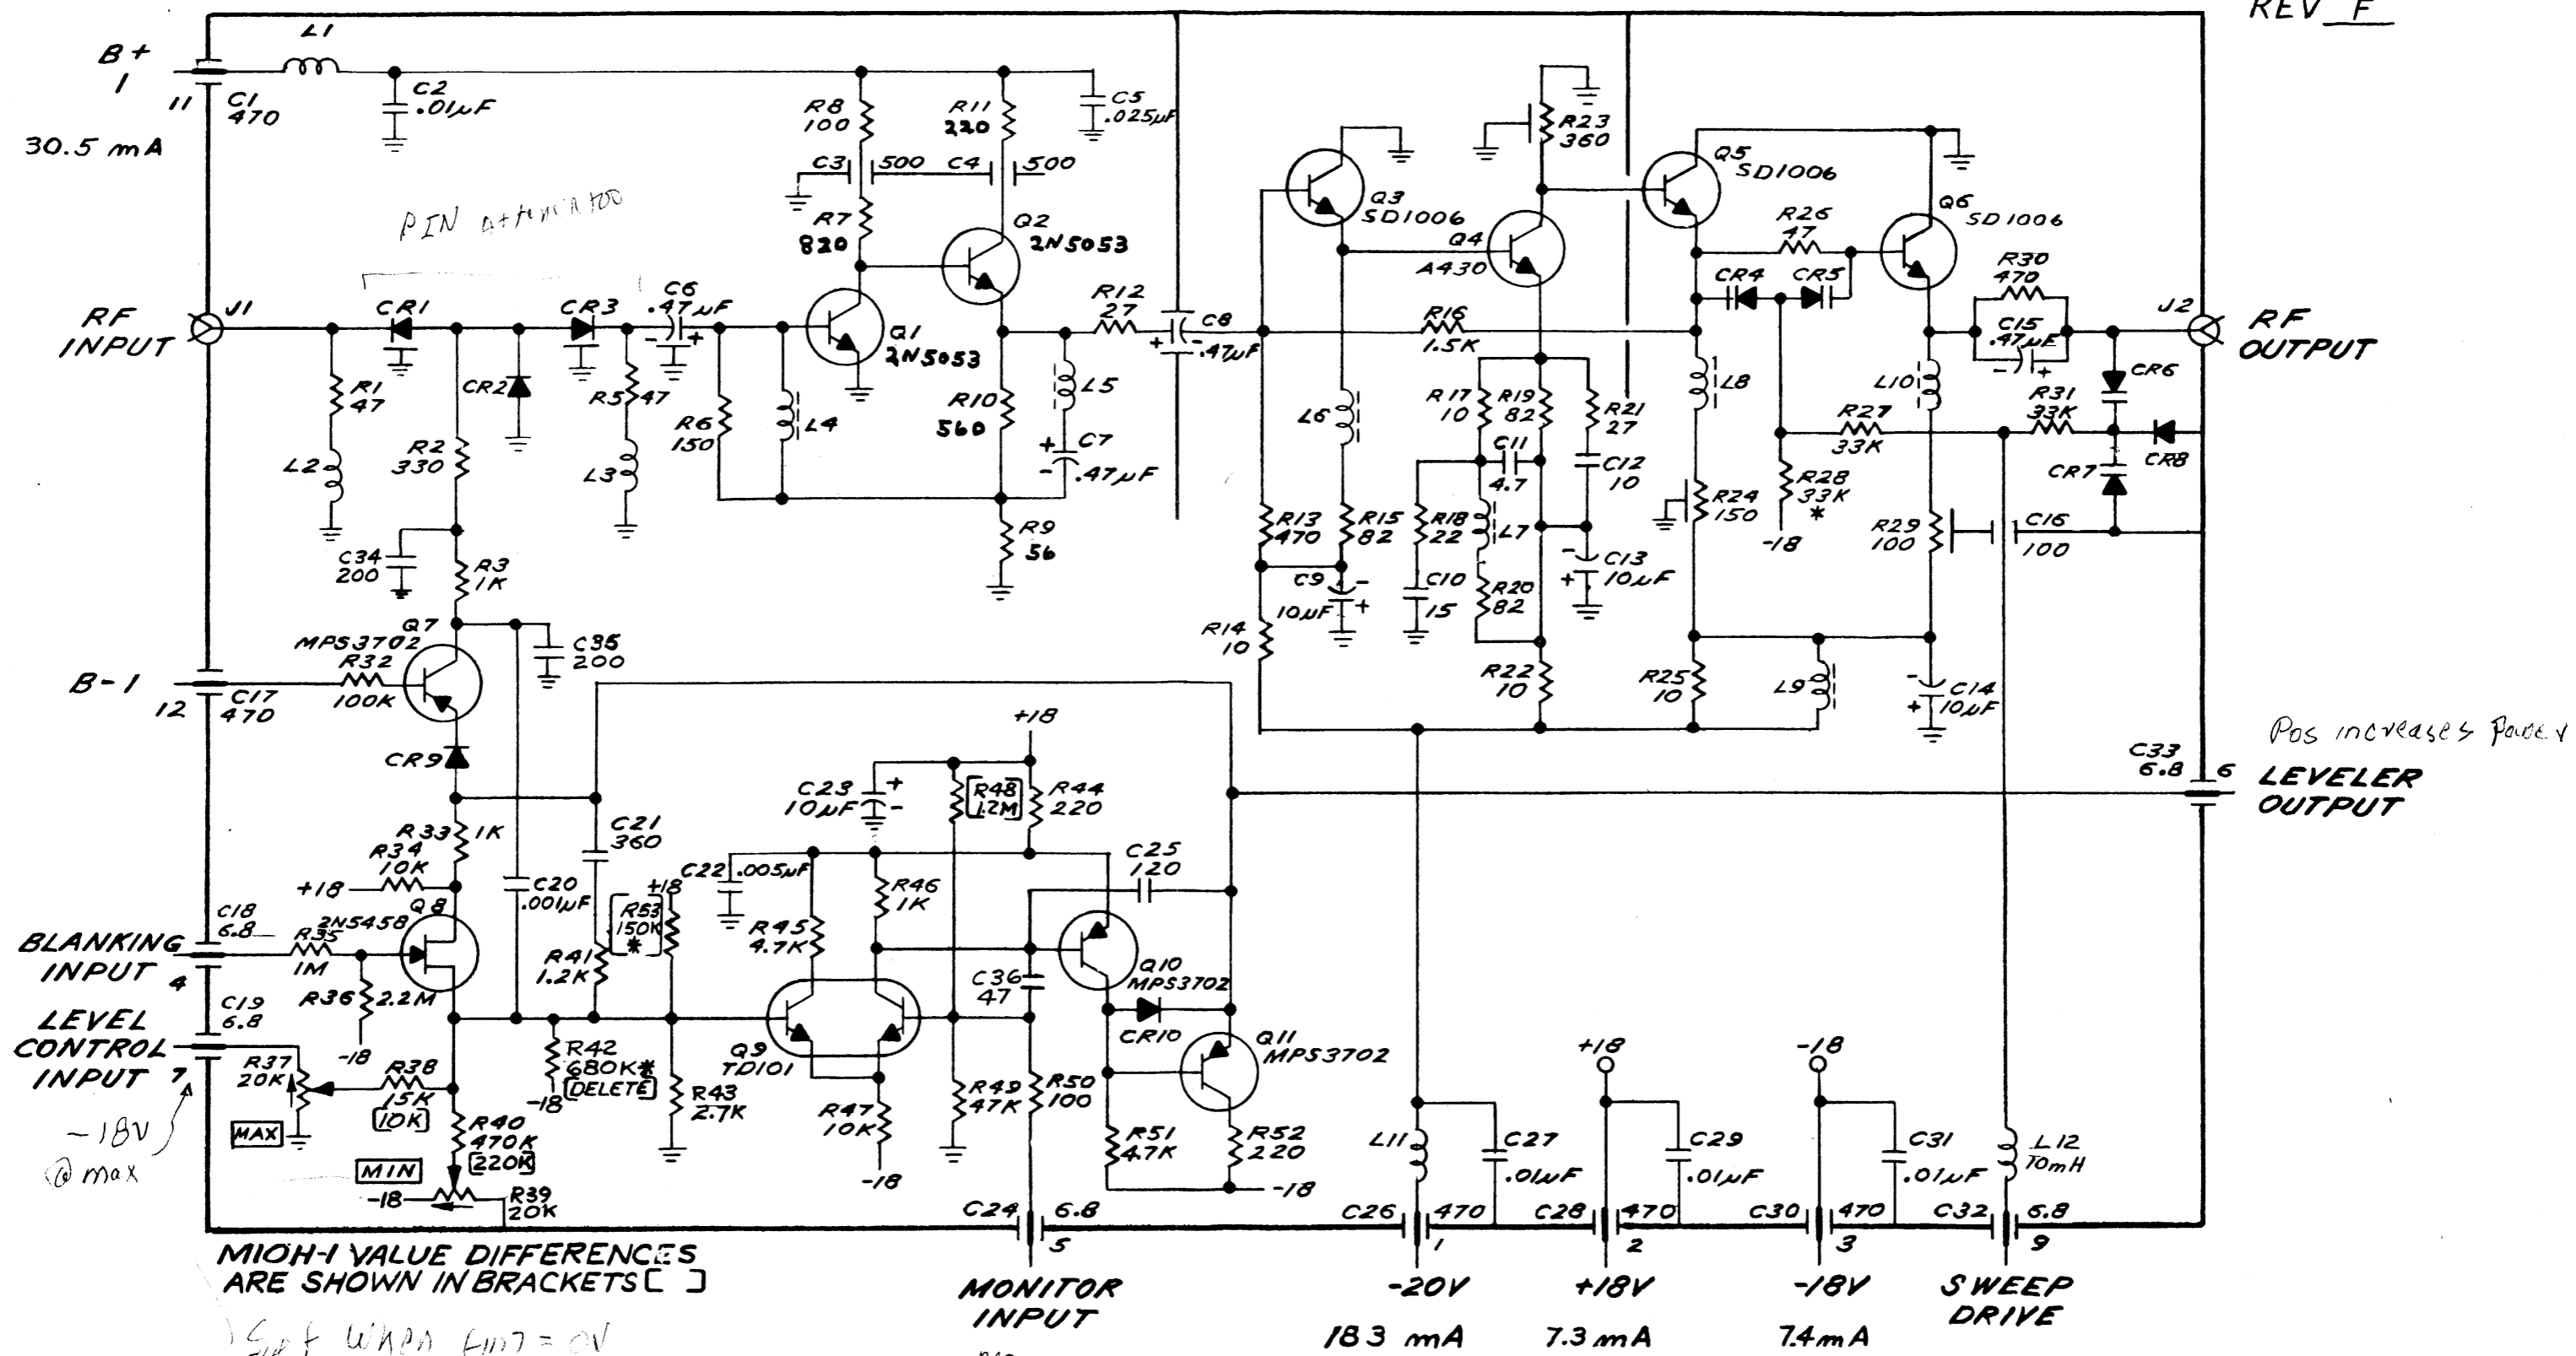 REV F
B+
1
11
C1
470
30.5 mA
L1
C2
.01µF
R8
100
R11
220
C5
.025µF
C3
500
C4
500
R7
820
Q2
2N5053
PIN
CR1
CR3
C6
.47µF
- +
Q1
2N5053
R12
27
C8
.47µF
+ -
J1
RF
INPUT
R1
47
CR2
R5
47
L2
L3
R2
330
R6
150
L4
R10
560
L5
C7
.47µF
+
-
R9
56
C34
200
R3
1K
Q7
MPS3702
R32
100K
C35
200
B-1
12
C17
470
CR9
R33
1K
R34
10K
+18
Q8
2N5458
C18
6.8
R35
1M
BLANKING
INPUT
4
R36
2.2M
-18
C19
6.8
LEVEL
CONTROL
INPUT
7
R37
20K
R38
15K
[10K]
MAX
-18V
@ max
R40
470K
[220K]
MIN
-18
R39
20K
C20
.001µF
C21
360
R41
1.2K
+18
[R53
150K
*]
R42
680K*
[DELETE]
-18
R43
2.7K
C22
.005µF
C23
10µF
+
-
+18
[R48
1.2M]
R44
220
R45
4.7K
R46
1K
Q9
TD101
R47
10K
-18
R49
47K
R50
100
C36
47
C25
120
Q10
MPS3702
CR10
Q11
MPS3702
R51
4.7K
R52
220
-18
Q3
SD1006
R23
360
Q4
A430
Q5
SD1006
Q6
SD1006
R26
47
CR4
CR5
R30
470
C15
.47µF
- +
J2
RF
OUTPUT
R16
1.5K
L6
R17
10
R19
82
R21
27
C11
4.7
C12
10
L8
L10
R27
33K
R31
33K
CR6
CR7
CR8
R28
33K
*
-18
R24
150
R29
100
C16
100
R13
470
R15
82
R18
22
L7
C9
10µF
-
+
C10
15
R20
82
C13
10µF
-
+
R14
10
R22
10
R25
10
L9
C14
10µF
-
+
Pos increases Power
C33
6.8
6
LEVELER
OUTPUT
+18
-18
L11
C27
.01µF
C29
.01µF
C31
.01µF
L12
10mH
C24
6.8
5
C26
470
1
C28
470
2
C30
470
3
C32
6.8
9
M10H-1 VALUE DIFFERENCES
ARE SHOWN IN BRACKETS [ ]
MONITOR
INPUT
-20V
183 mA
+18V
7.3 mA
-18V
7.4mA
SWEEP
DRIVE
when = 0V